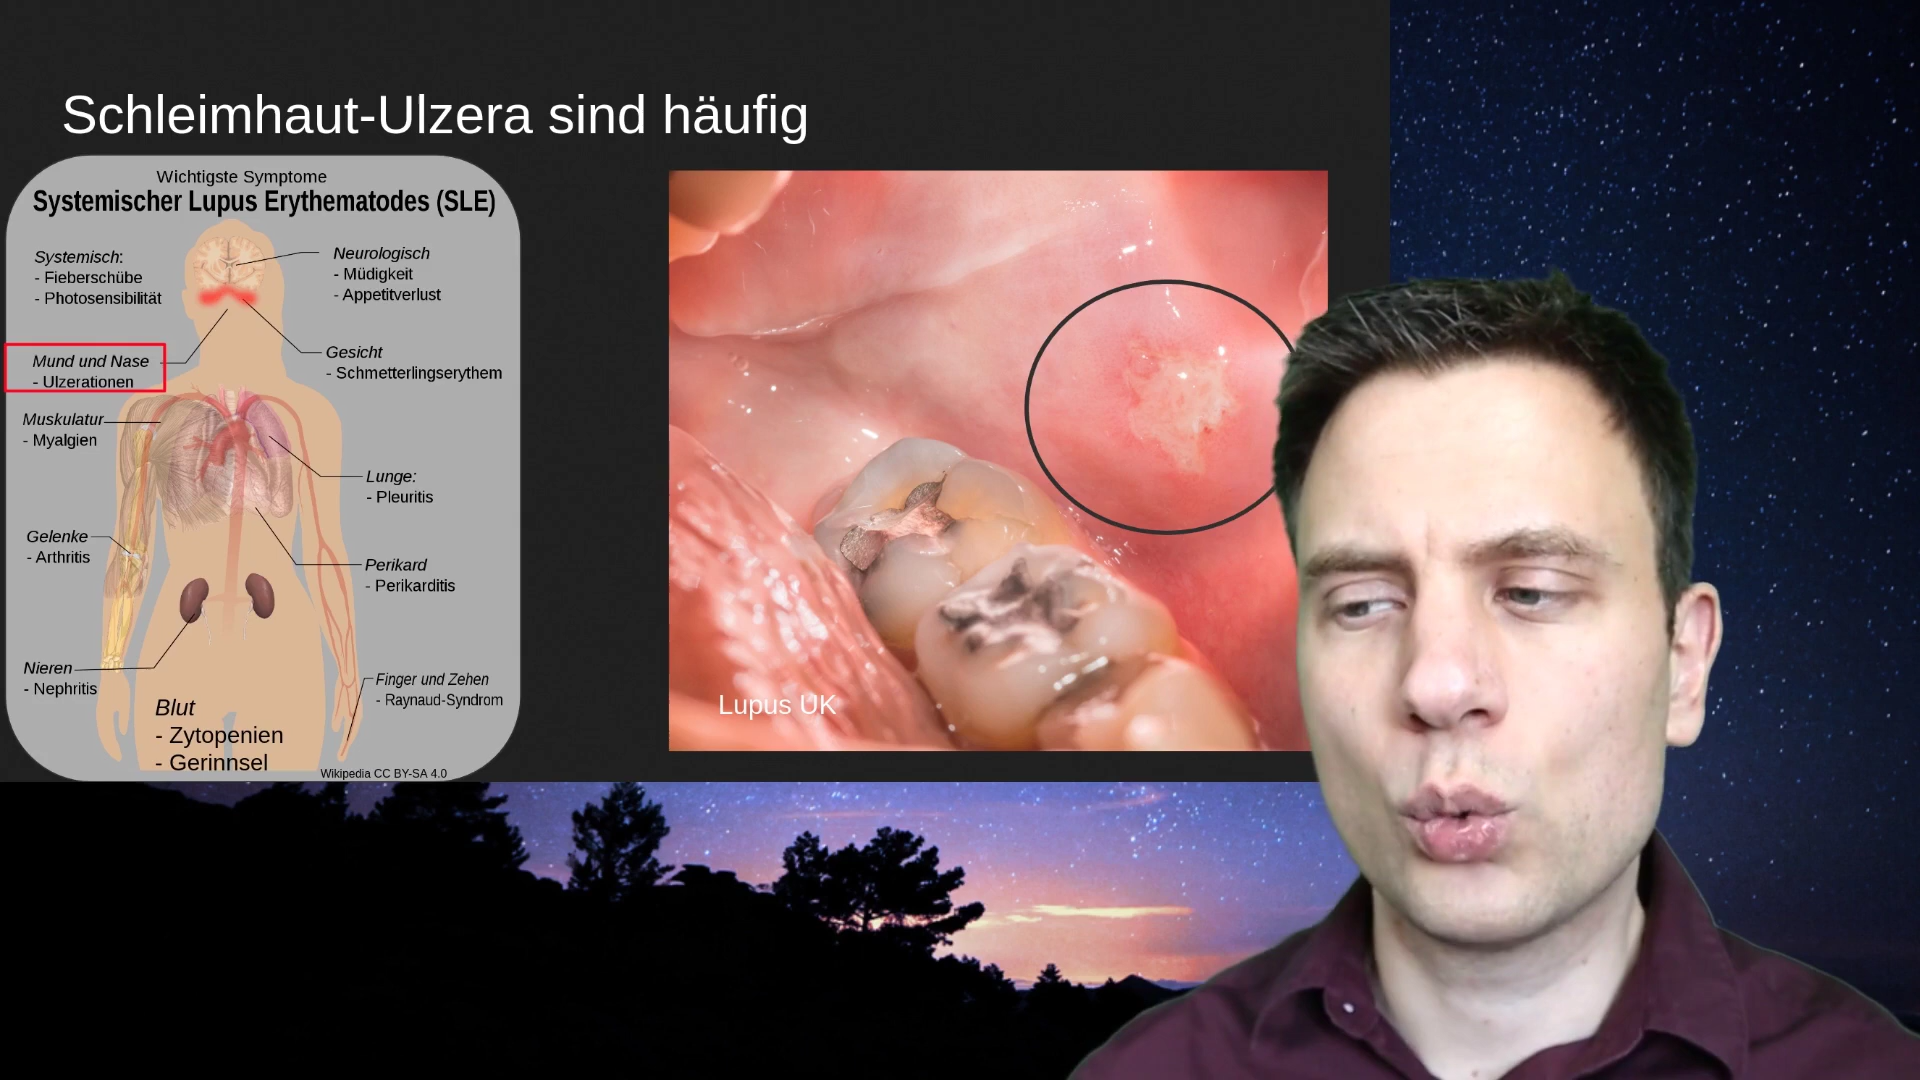 Schleimhaut-Ulzera sind häufig
Wichtigste Symptome
Systemischer Lupus Erythematodes (SLE)
Systemisch:
- Fieberschübe
- Photosensibilität
Neurologisch
- Müdigkeit
- Appetitverlust
Mund und Nase
- Ulzerationen
Gesicht
- Schmetterlingserythem
Muskulatur
- Myalgien
Lunge:
- Pleuritis
Gelenke
- Arthritis
Perikard
- Perikarditis
Nieren
- Nephritis
Finger und Zehen
- Raynaud-Syndrom
Blut
- Zytopenien
- Gerinnsel
Wikipedia CC BY-SA 4.0
Lupus UK